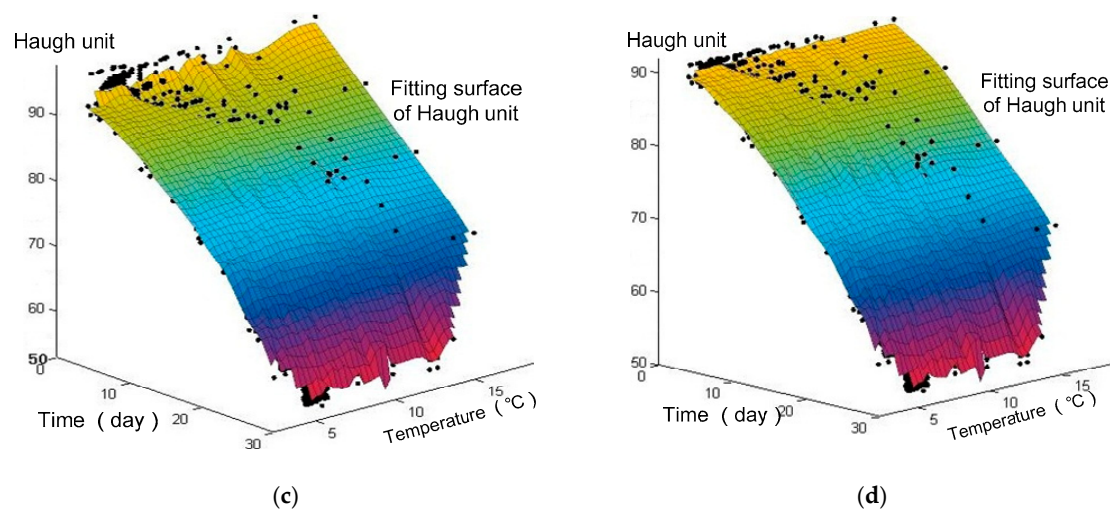 Haugh unit
Fitting surface
of Haugh unit
90
80
70
60
50
0
10
20
30
Time ( day )
5
10
15
Temperature ( °C )
(c)
Haugh unit
Fitting surface
of Haugh unit
90
80
70
60
50
0
10
20
30
Time ( day )
5
10
15
Temperature ( °C )
(d)